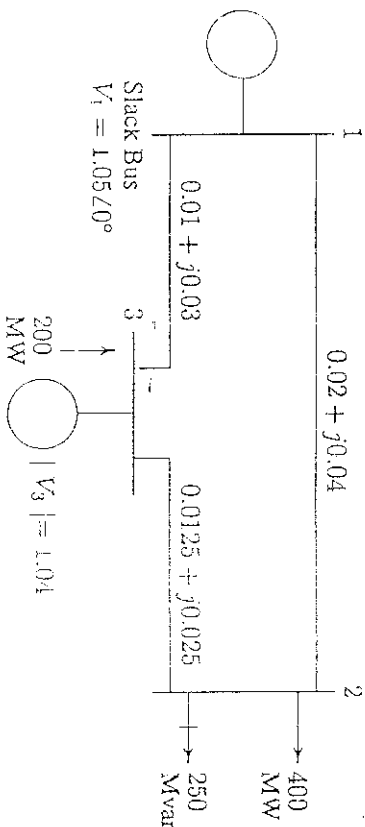 1
0.02 + j0.04
2
400
MW
250
Mvar
Slack Bus
V₁ = 1.05∠0°
0.01 + j0.03
3
0.0125 + j0.025
200
MW
|V₃| = 1.04